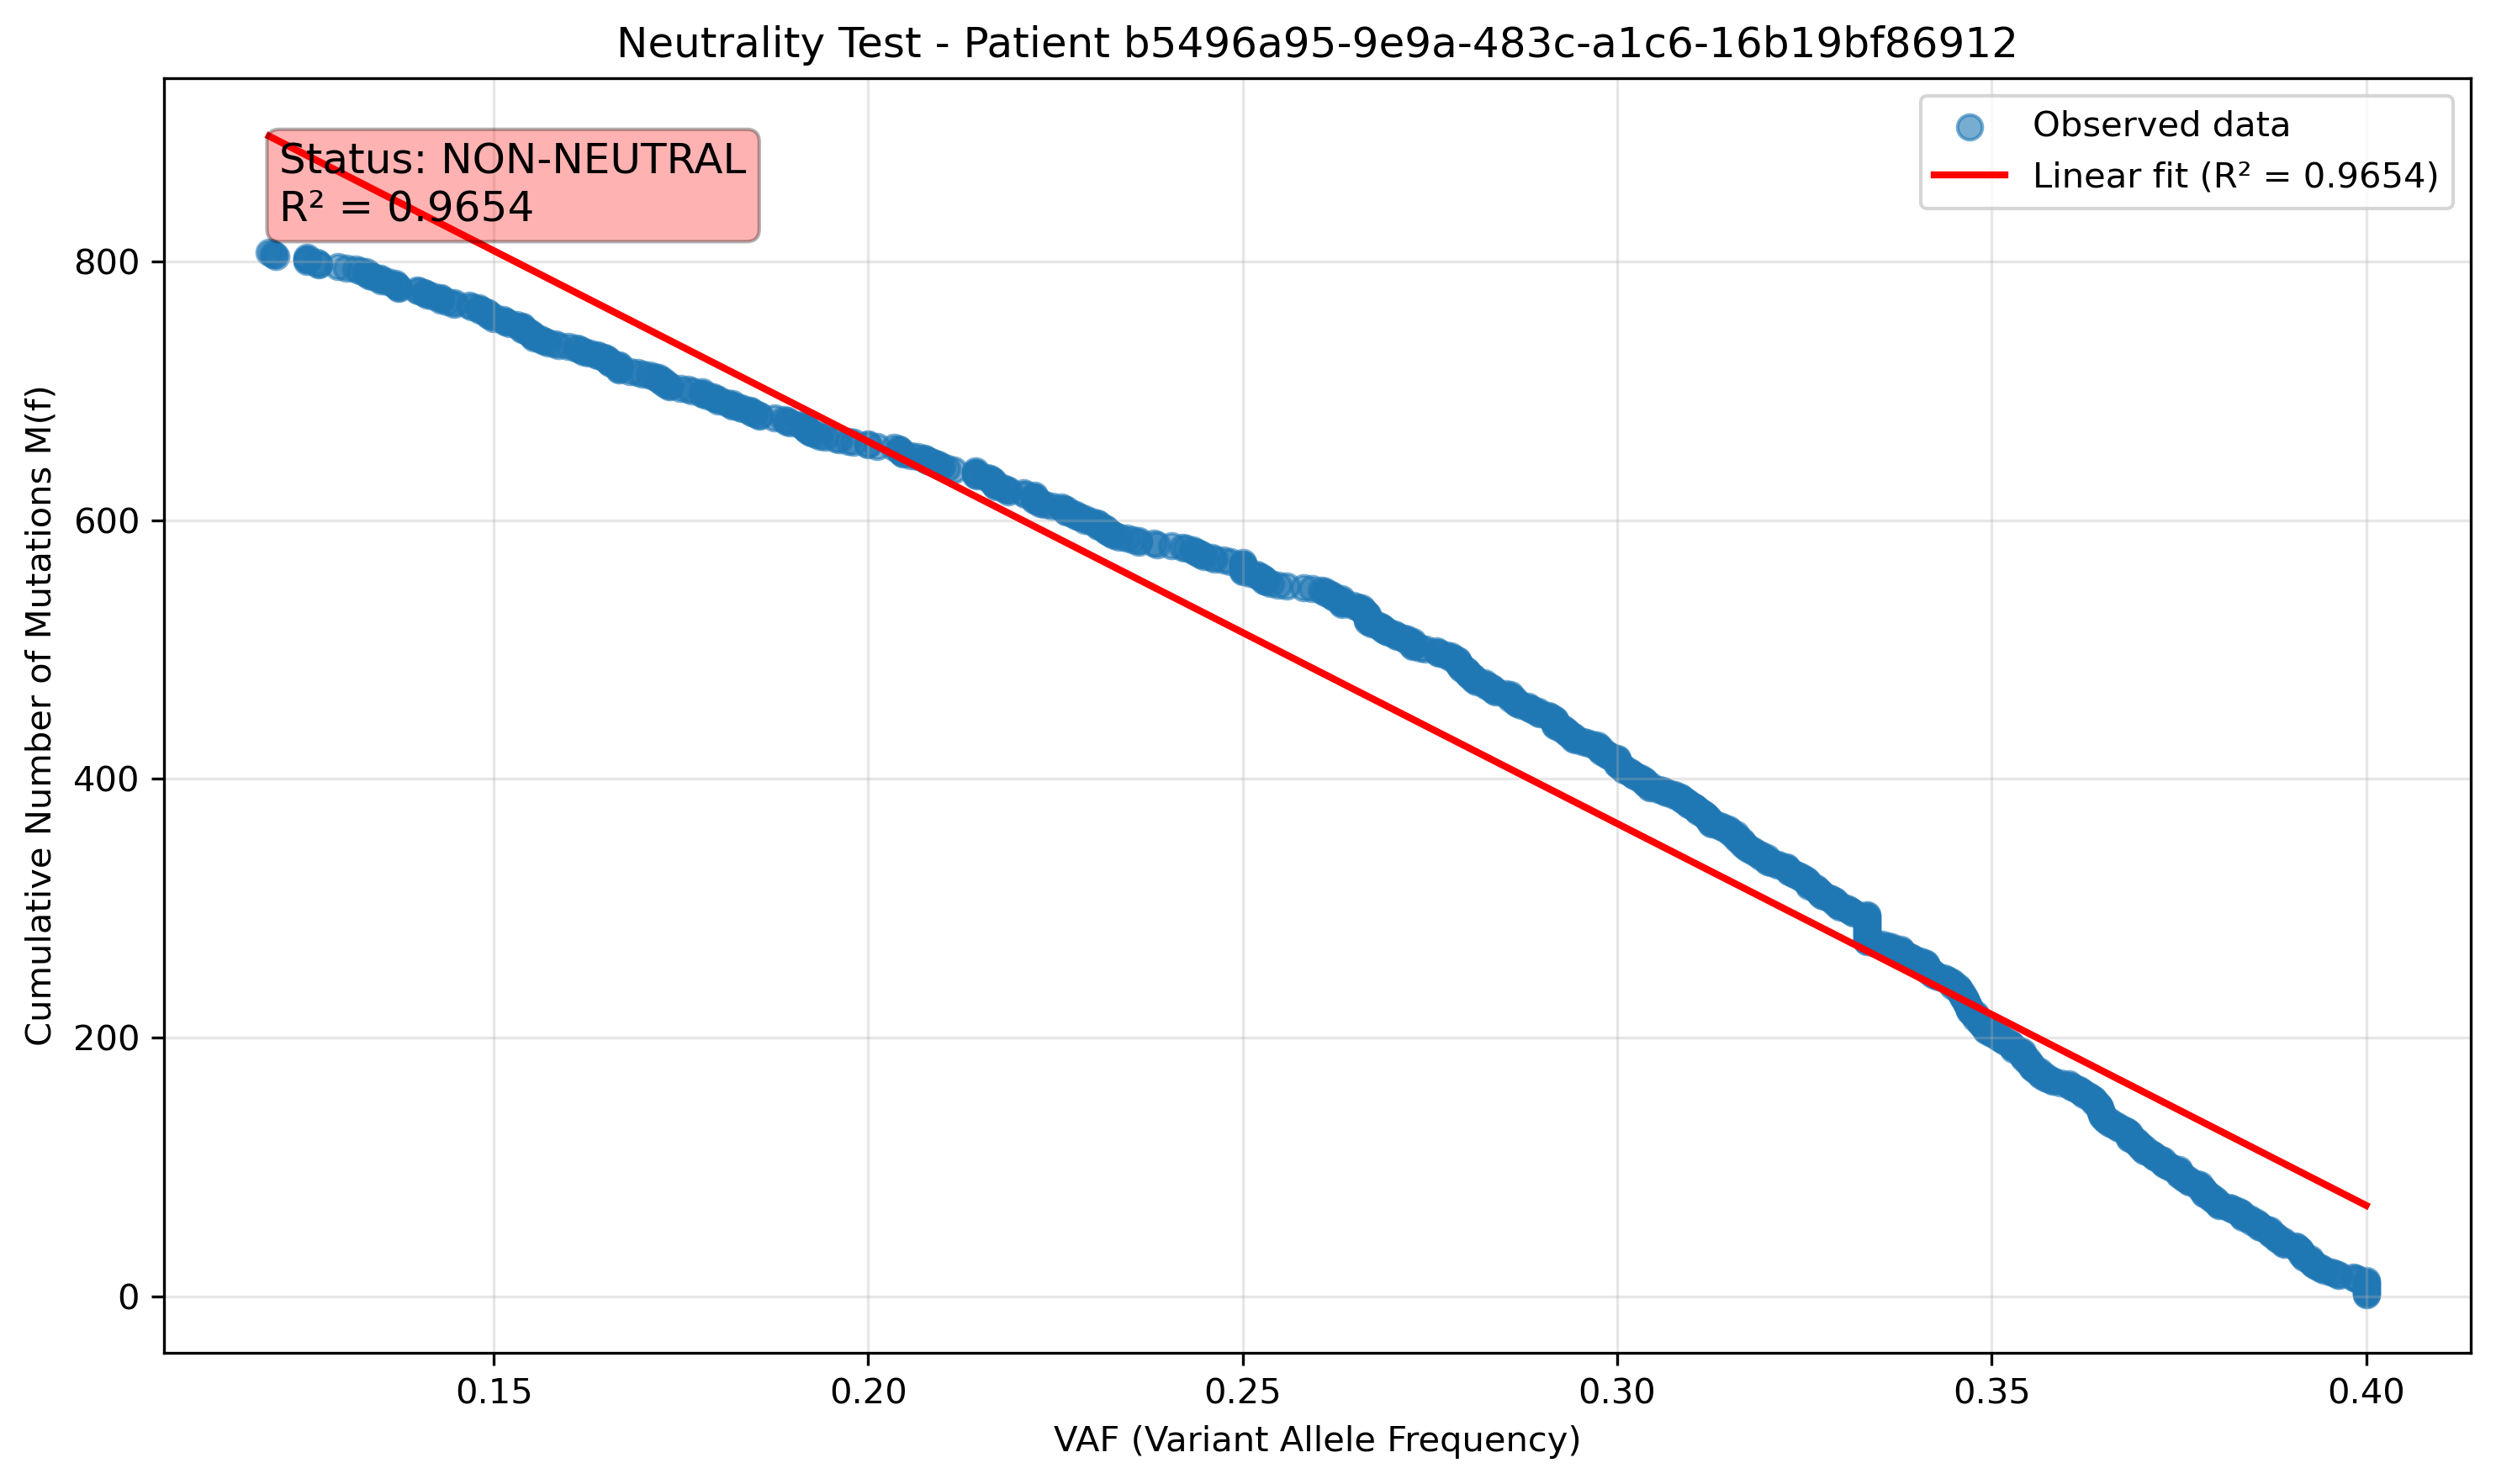 Neutrality Test - Patient b5496a95-9e9a-483c-a1c6-16b19bf86912
Status: NON-NEUTRAL
R² = 0.9654
Observed data
Linear fit (R² = 0.9654)
Cumulative Number of Mutations M(f)
800
600
400
200
0
0.15
0.20
0.25
0.30
0.35
0.40
VAF (Variant Allele Frequency)